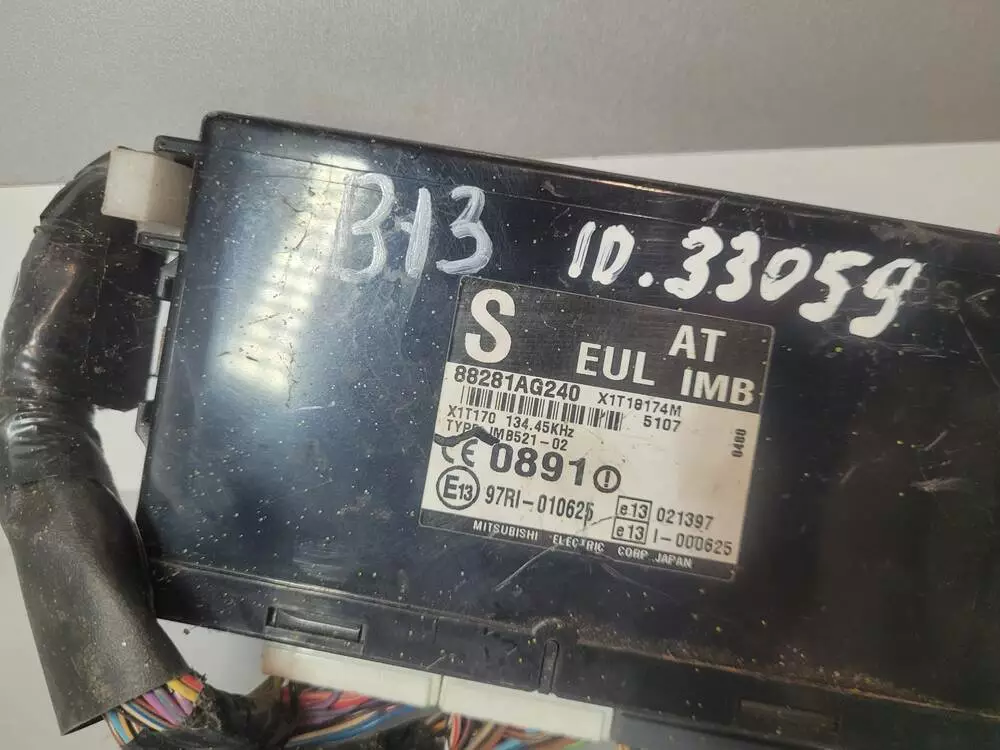 B13 ID.33059
S AT
EUL IMB
88281AG240 X1T18174M
5107
X1T170 134.45KHz
TYPE IMB521-02
0480
CE 0891
E13 97RI-010625 e13 021397
e13 I-000625
MITSUBISHI ELECTRIC CORP. JAPAN